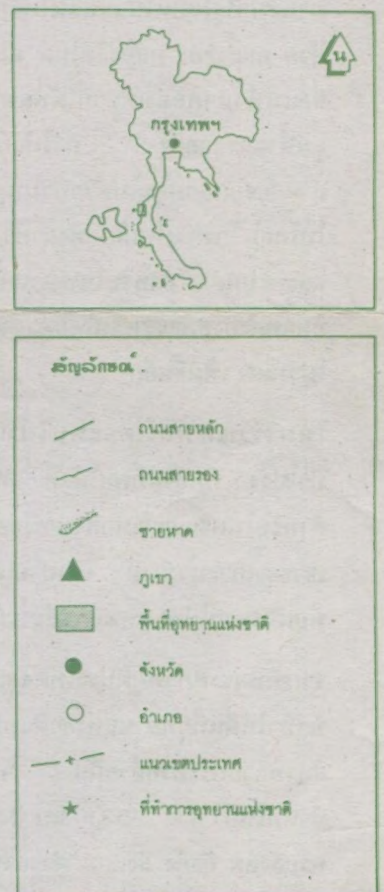 น
กรุงเทพฯ
สัญลักษณ์
ถนนสายหลัก
ถนนสายรอง
ชายหาด
ภูเขา
พื้นที่อุทยานแห่งชาติ
จังหวัด
อำเภอ
แนวเขตประเทศ
ที่ทำการอุทยานแห่งชาติ